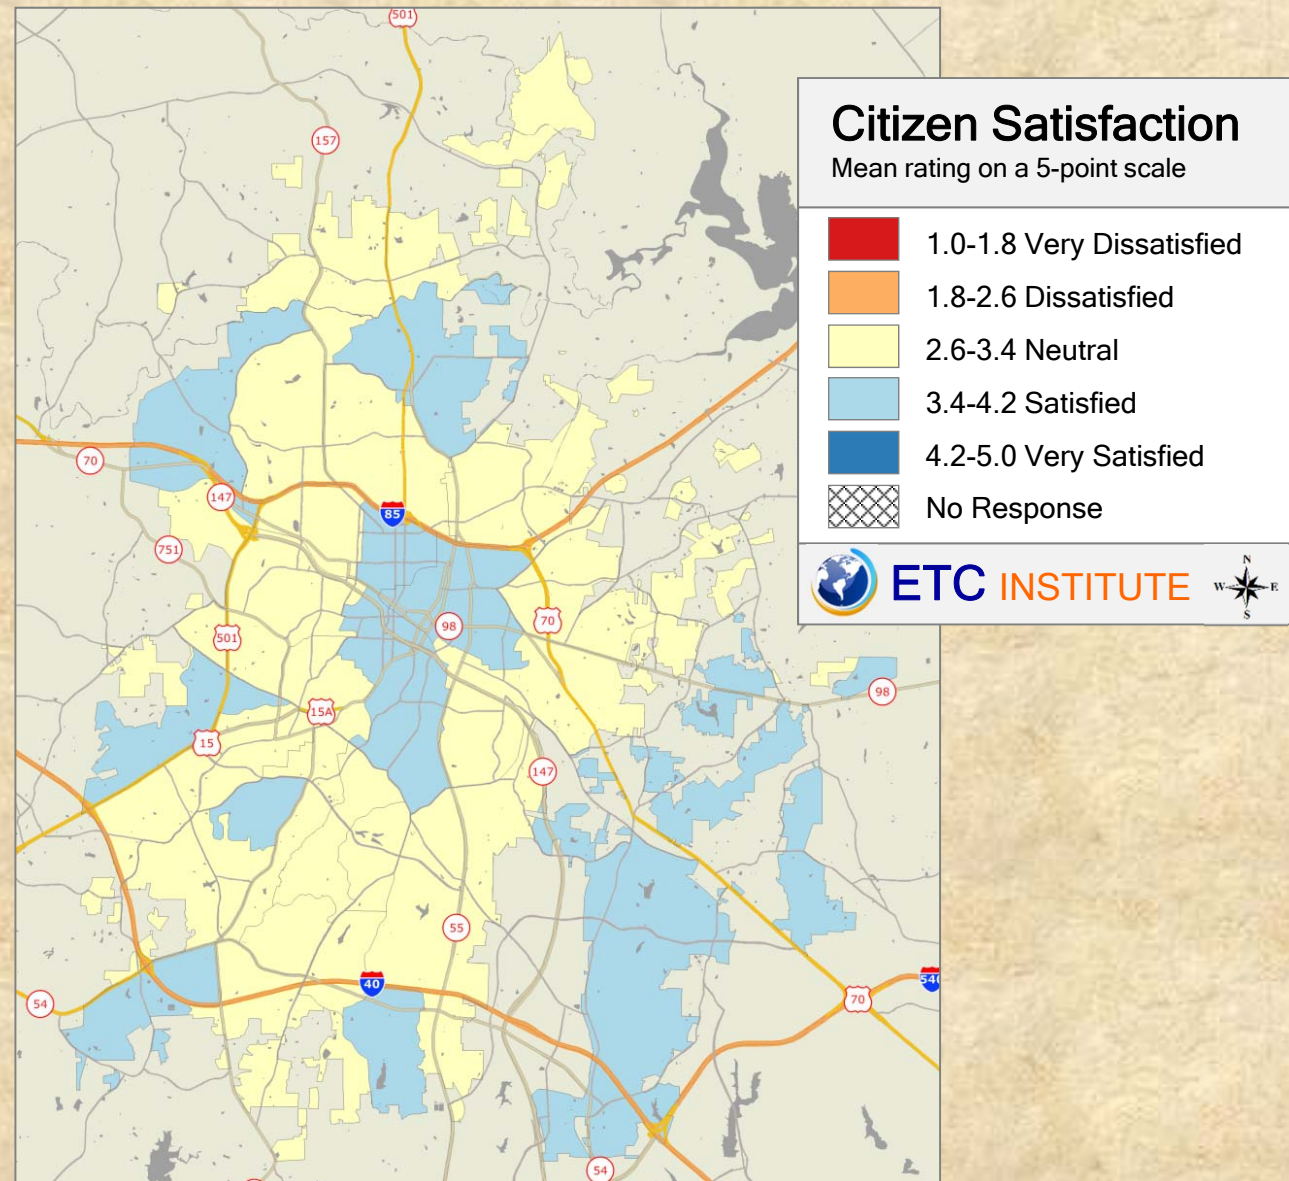 501
157
Citizen Satisfaction
Mean rating on a 5-point scale
1.0-1.8 Very Dissatisfied
1.8-2.6 Dissatisfied
2.6-3.4 Neutral
3.4-4.2 Satisfied
4.2-5.0 Very Satisfied
No Response
ETC INSTITUTE
N
W E
S
70
147
85
751
501
98
70
98
15A
15
147
55
40
54
70
540
54